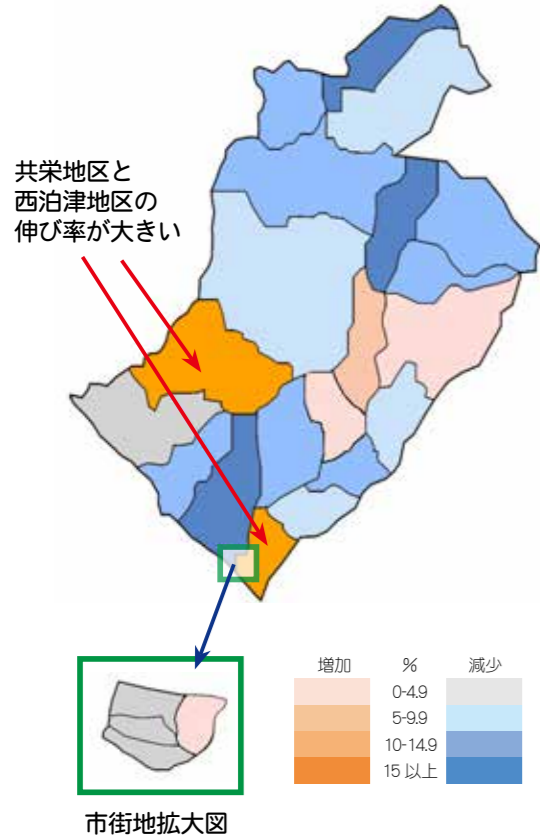 共栄地区と
西泊津地区の
伸び率が大きい
増加 % 減少
0-4.9
5-9.9
10-14.9
15 以上
市街地拡大図